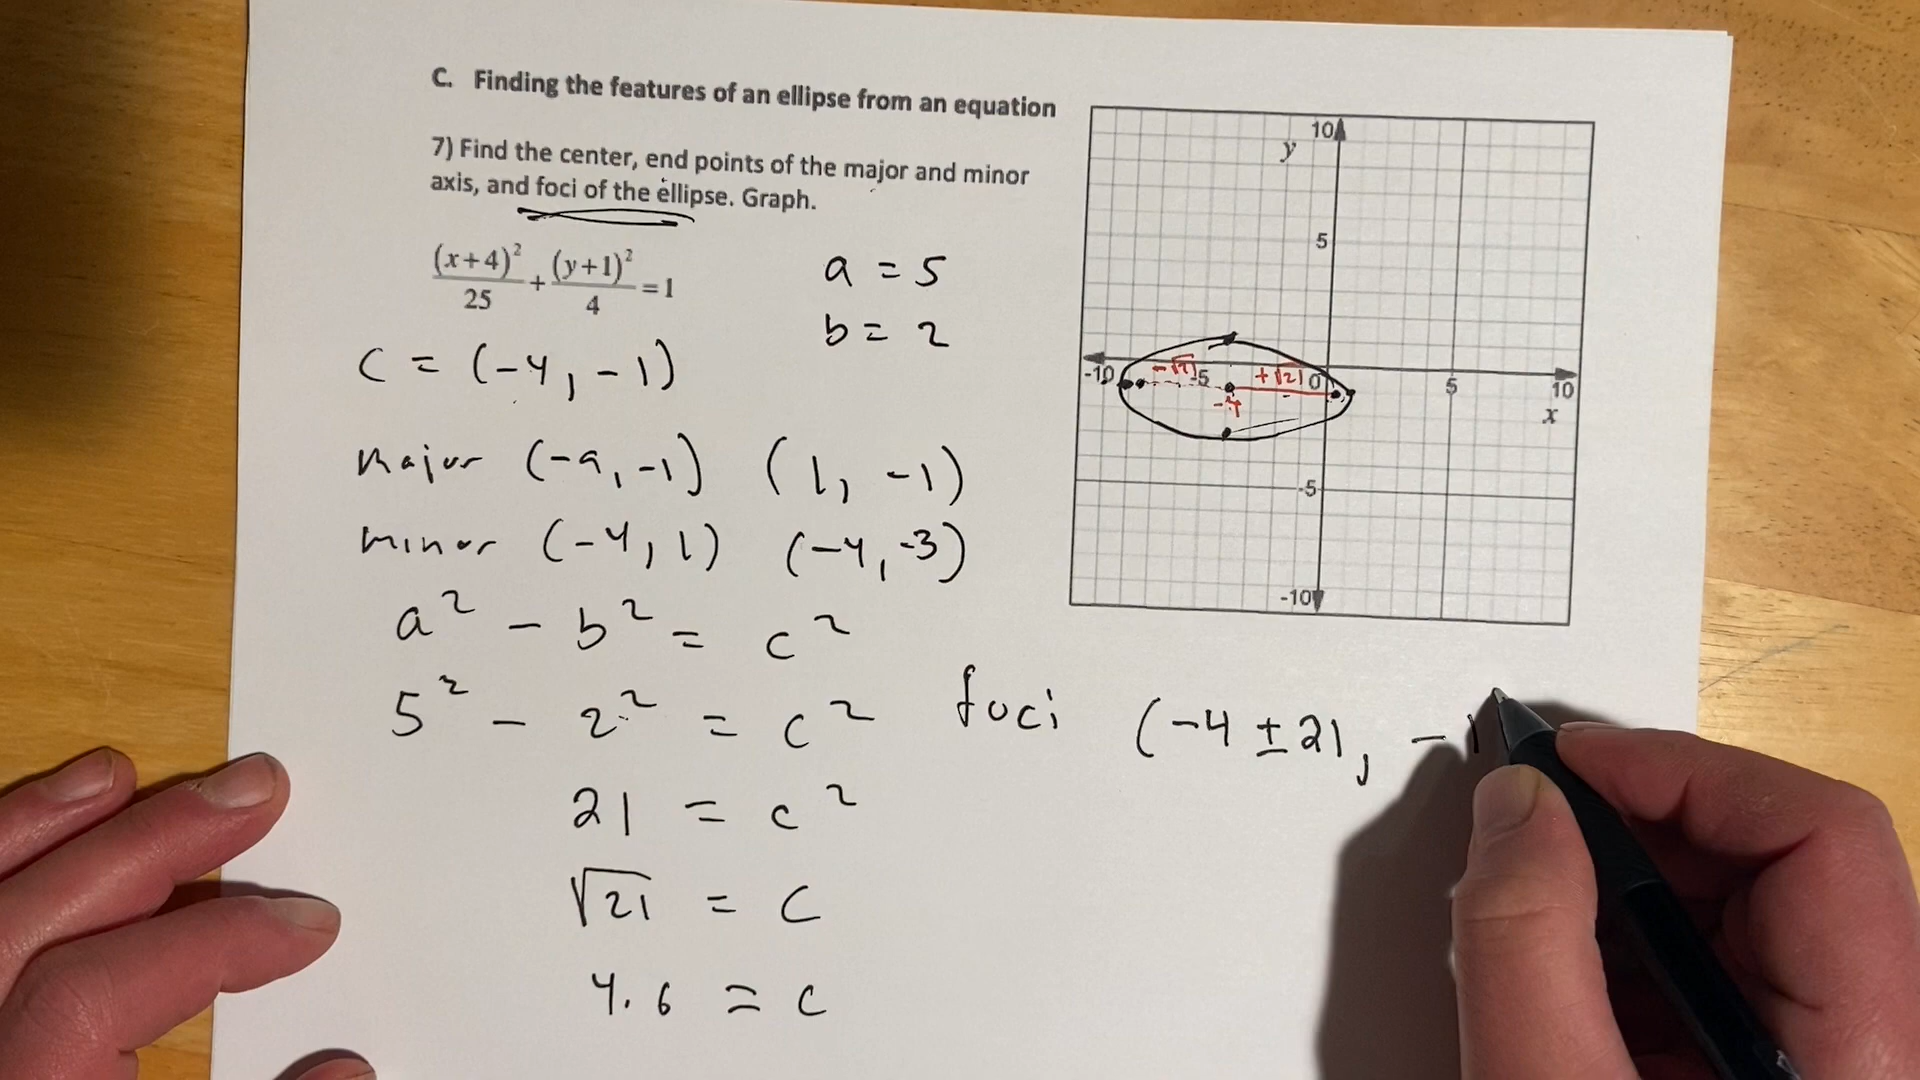 C. Finding the features of an ellipse from an equation
7) Find the center, end points of the major and minor
axis, and foci of the ellipse. Graph.
(x+4)²/25 + (y+1)²/4 = 1
a = 5
b = 2
C = (-4, -1)
major (-9, -1) (1, -1)
minor (-4, 1) (-4, -3)
a² - b² = c²
5² - 2² = c²
21 = c²
√21 = C
4.6 = C
foci (-4 ± 21, -1
10
y
5
-10 -√21 -5 +√21 0 5 10
-4
x
-5
-10